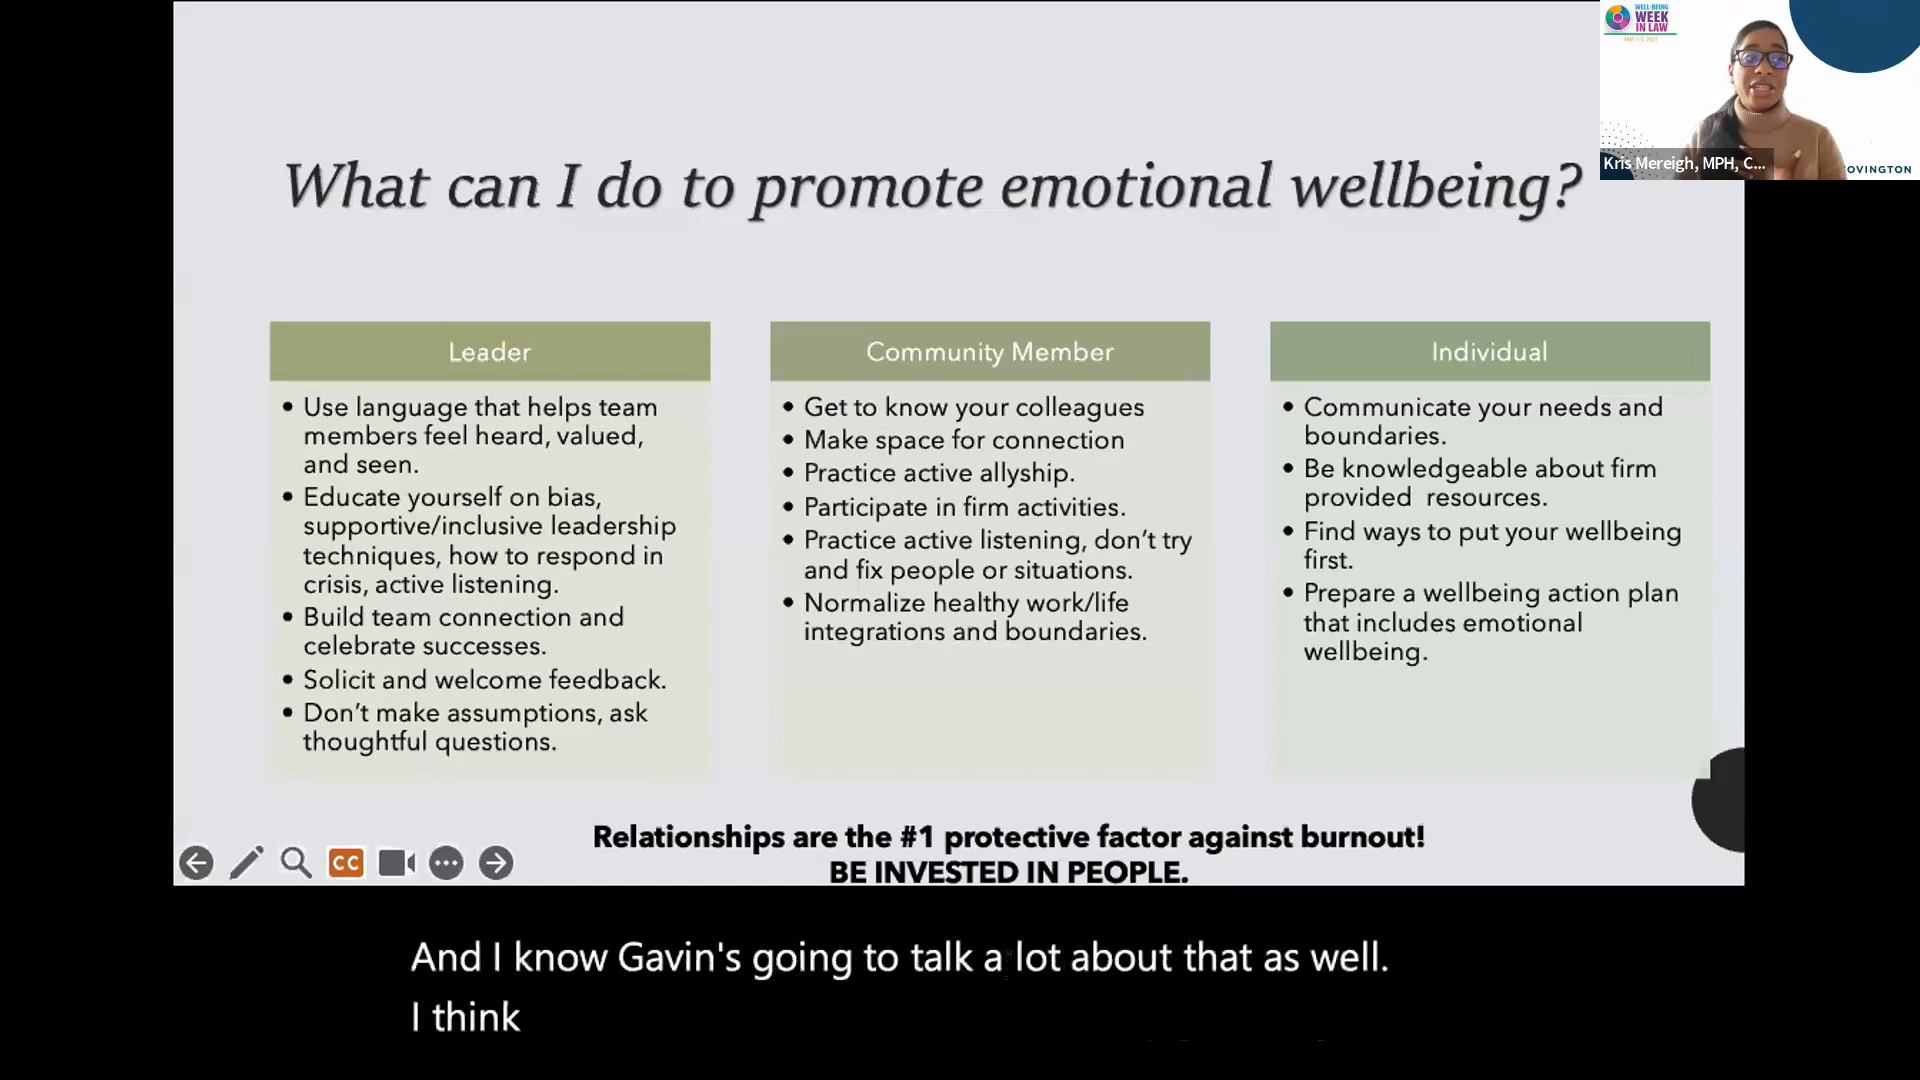 WELL-BEING
WEEK
IN LAW
MAY 1-5, 2023
Kris Mereigh, MPH, C...
OVINGTON
What can I do to promote emotional wellbeing?
Leader
• Use language that helps team
members feel heard, valued,
and seen.
• Educate yourself on bias,
supportive/inclusive leadership
techniques, how to respond in
crisis, active listening.
• Build team connection and
celebrate successes.
• Solicit and welcome feedback.
• Don't make assumptions, ask
thoughtful questions.
Community Member
• Get to know your colleagues
• Make space for connection
• Practice active allyship.
• Participate in firm activities.
• Practice active listening, don't try
and fix people or situations.
• Normalize healthy work/life
integrations and boundaries.
Individual
• Communicate your needs and
boundaries.
• Be knowledgeable about firm
provided  resources.
• Find ways to put your wellbeing
first.
• Prepare a wellbeing action plan
that includes emotional
wellbeing.
Relationships are the #1 protective factor against burnout!
BE INVESTED IN PEOPLE.
CC
And I know Gavin's going to talk a lot about that as well.
I think